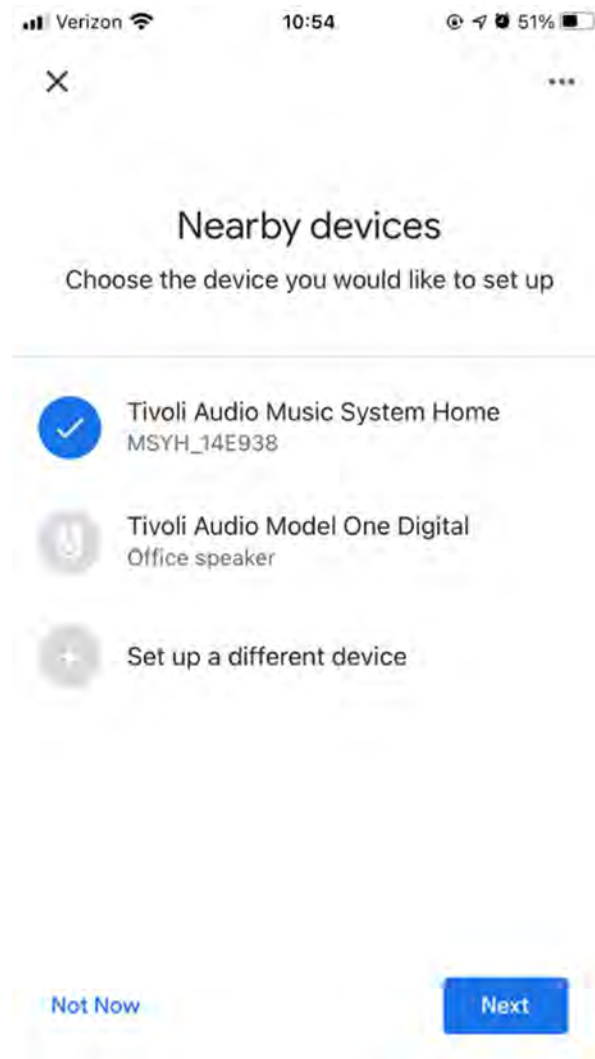 Verizon 10:54 51%
Nearby devices
Choose the device you would like to set up
Tivoli Audio Music System Home
MSYH_14E938
Tivoli Audio Model One Digital
Office speaker
Set up a different device
Not Now Next